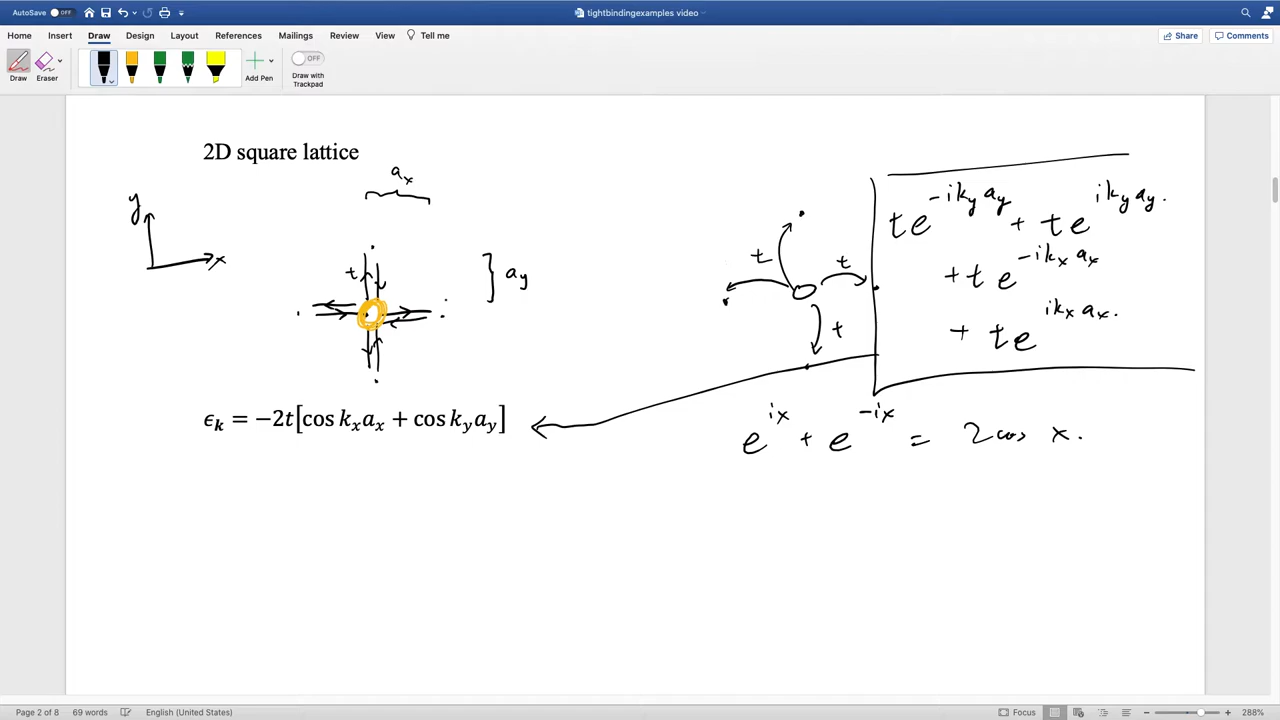 AutoSave OFF
tightbindingexamples video
Home Insert Draw Design Layout References Mailings Review View Tell me
Share Comments
Draw Eraser Add Pen Draw with Trackpad OFF
2D square lattice
a_x
y
x
t
a_y
t
t
t
te^{-ik_y a_y} + te^{ik_y a_y}.
+ te^{-ik_x a_x}
+ te^{ik_x a_x}.
ϵ_𝒌 = −2t[cos k_x a_x + cos k_y a_y]
e^{ix} + e^{-ix} = 2cos x.
Page 2 of 8 69 words English (United States) Focus 288%